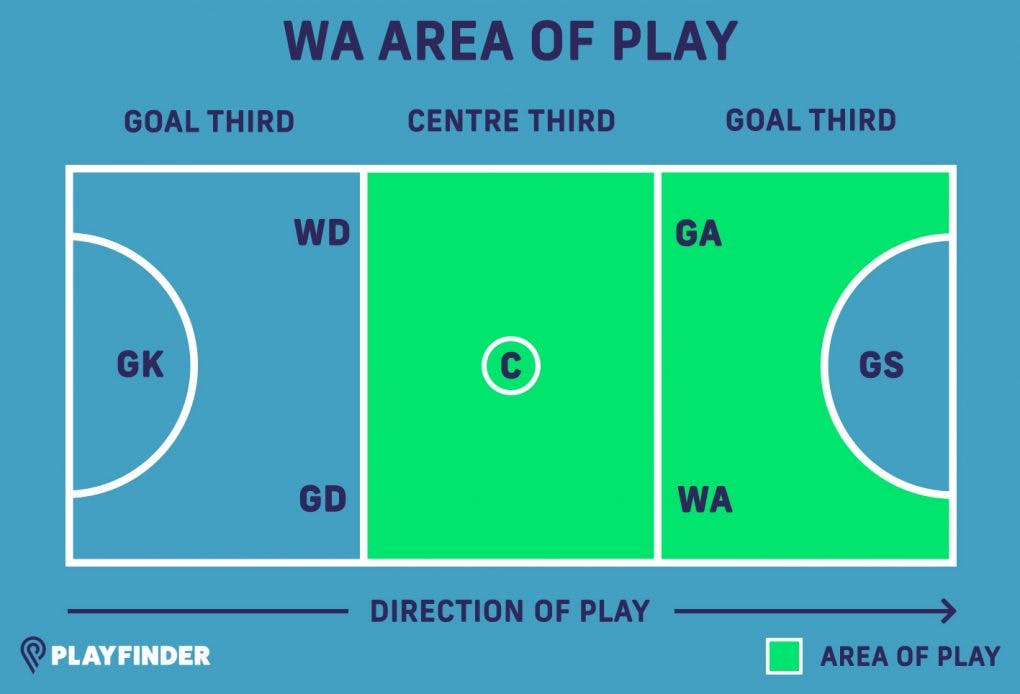 WA AREA OF PLAY
GOAL THIRD CENTRE THIRD GOAL THIRD
WD GA
GK C GS
GD WA
DIRECTION OF PLAY
PLAYFINDER AREA OF PLAY